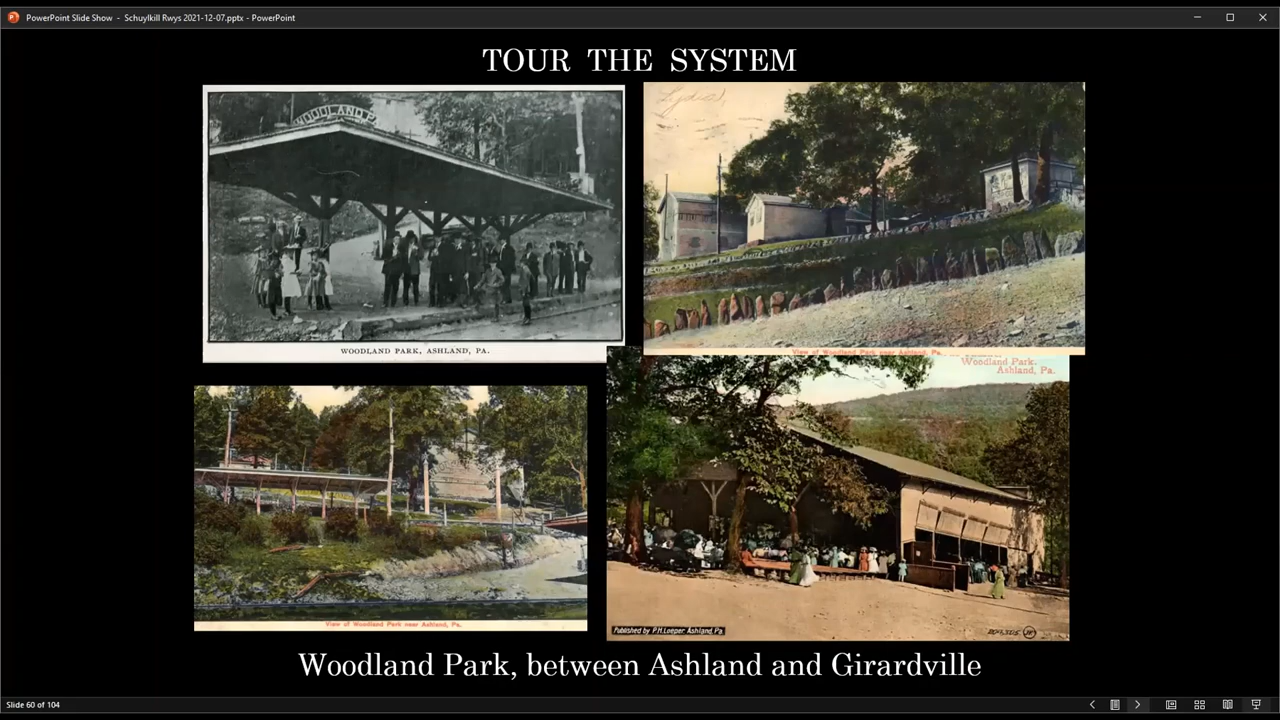 PowerPoint Slide Show - Schuylkill Rwys 2021-12-07.pptx - PowerPoint
TOUR THE SYSTEM
WOODLAND PA
WOODLAND PARK, ASHLAND, PA.
Lydia
View of Woodland Park near Ashland, Pa.
Woodland Park.
Ashland, Pa.
View of Woodland Park near Ashland, Pa.
Published by P.H. Loeper Ashland, Pa.
Woodland Park, between Ashland and Girardville
Slide 60 of 104